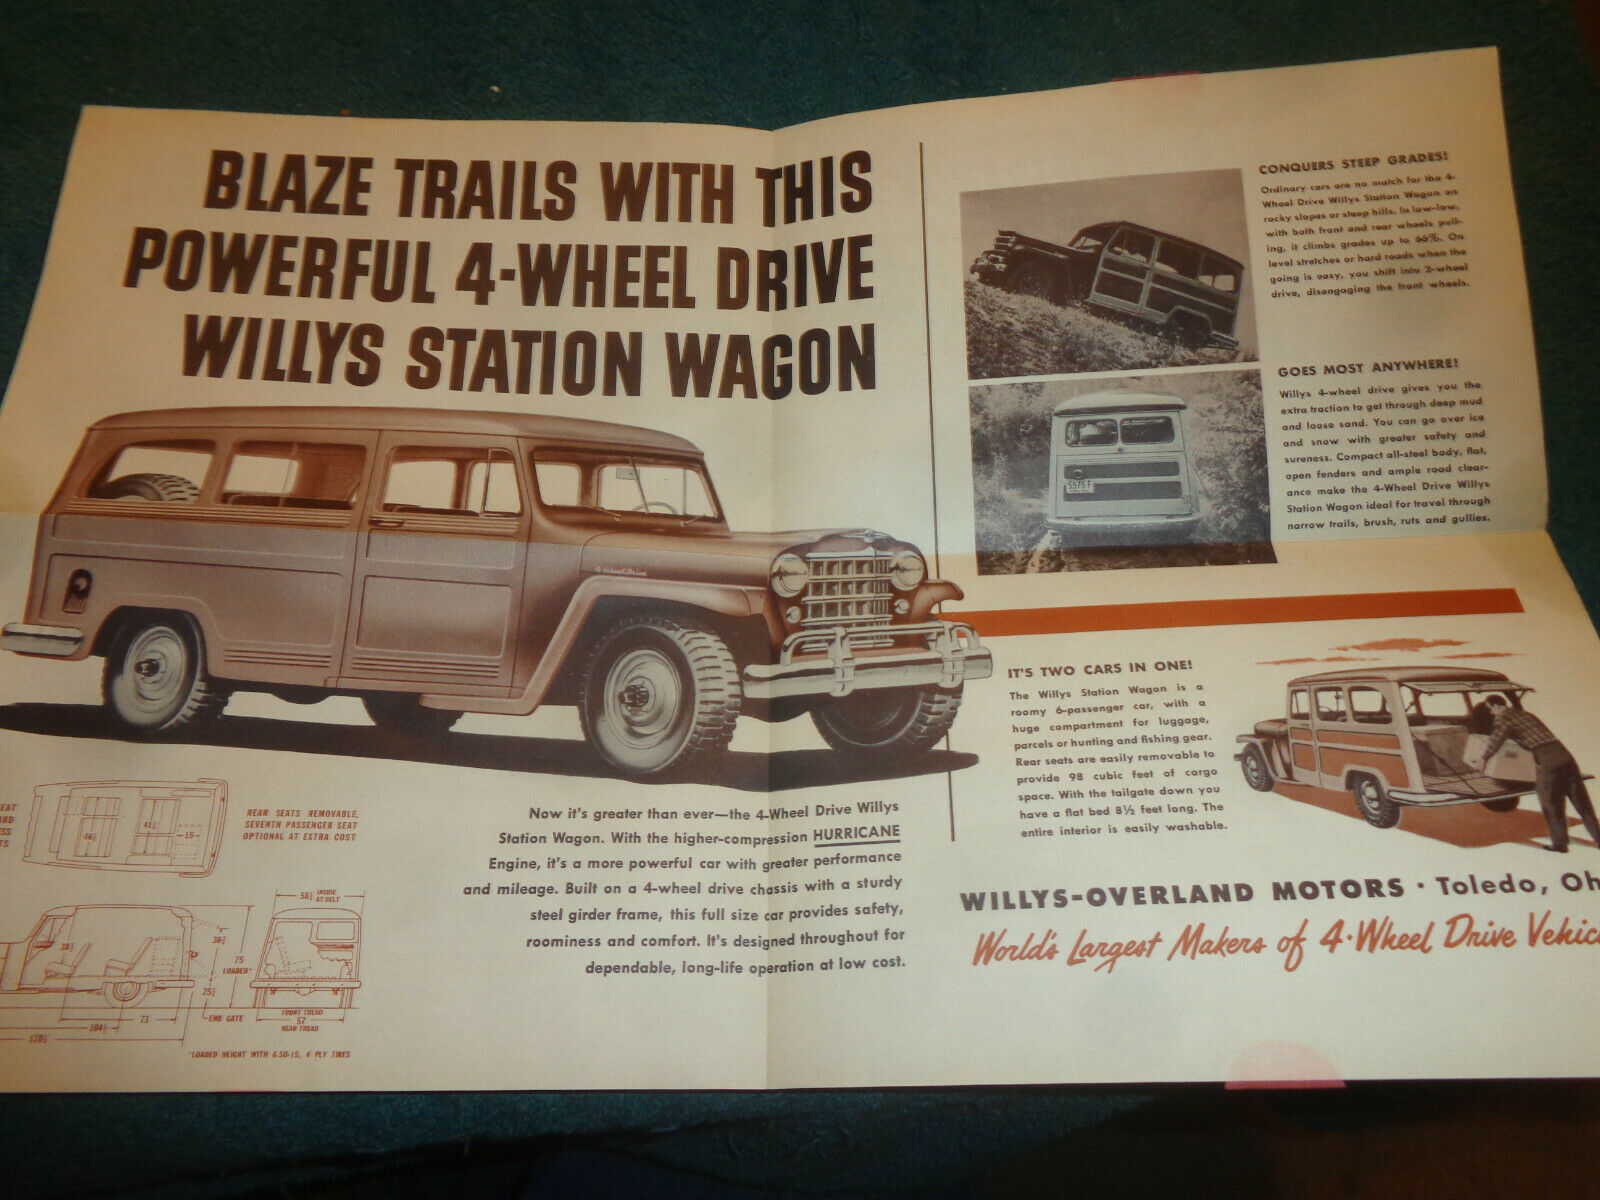 BLAZE TRAILS WITH THIS
POWERFUL 4-WHEEL DRIVE
WILLYS STATION WAGON
4 Wheel Drive
CONQUERS STEEP GRADES!
Ordinary cars are no match for the 4-
Wheel Drive Willys Station Wagon on
rocky slopes or steep hills. In low-low,
with both front and rear wheels pull-
ing, it climbs grades up to 66%. On
level stretches or hard roads when the
going is easy, you shift into 2-wheel
drive, disengaging the front wheels.
GOES MOST ANYWHERE!
Willys 4-wheel drive gives you the
extra traction to get through deep mud
and loose sand. You can go over ice
and snow with greater safety and
sureness. Compact all-steel body, flat,
open fenders and ample road clear-
ance make the 4-Wheel Drive Willys
Station Wagon ideal for travel through
narrow trails, brush, ruts and gullies.
5575 F
IT'S TWO CARS IN ONE!
The Willys Station Wagon is a
roomy 6-passenger car, with a
huge compartment for luggage,
parcels or hunting and fishing gear.
Rear seats are easily removable to
provide 98 cubic feet of cargo
space. With the tailgate down you
have a flat bed 8½ feet long. The
entire interior is easily washable.
Now it's greater than ever—the 4-Wheel Drive Willys
Station Wagon. With the higher-compression HURRICANE
Engine, it's a more powerful car with greater performance
and mileage. Built on a 4-wheel drive chassis with a sturdy
steel girder frame, this full size car provides safety,
roominess and comfort. It's designed throughout for
dependable, long-life operation at low cost.
WILLYS-OVERLAND MOTORS • Toledo, Oh
World's Largest Makers of 4-Wheel Drive Vehic
EAT
REAR SEATS REMOVABLE,
SEVENTH PASSENGER SEAT
OPTIONAL AT EXTRA COST
15
INSIDE
AT BELT
75
LOADED*
73
END GATE
FRONT TREAD
57
REAR TREAD
*LOADED HEIGHT WITH 6.50-15, 4 PLY TIRES